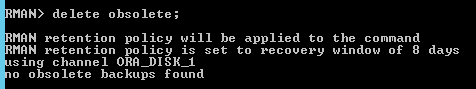 RMAN> delete obsolete;
RMAN retention policy will be applied to the command
RMAN retention policy is set to recovery window of 8 days
using channel ORA_DISK_1
no obsolete backups found